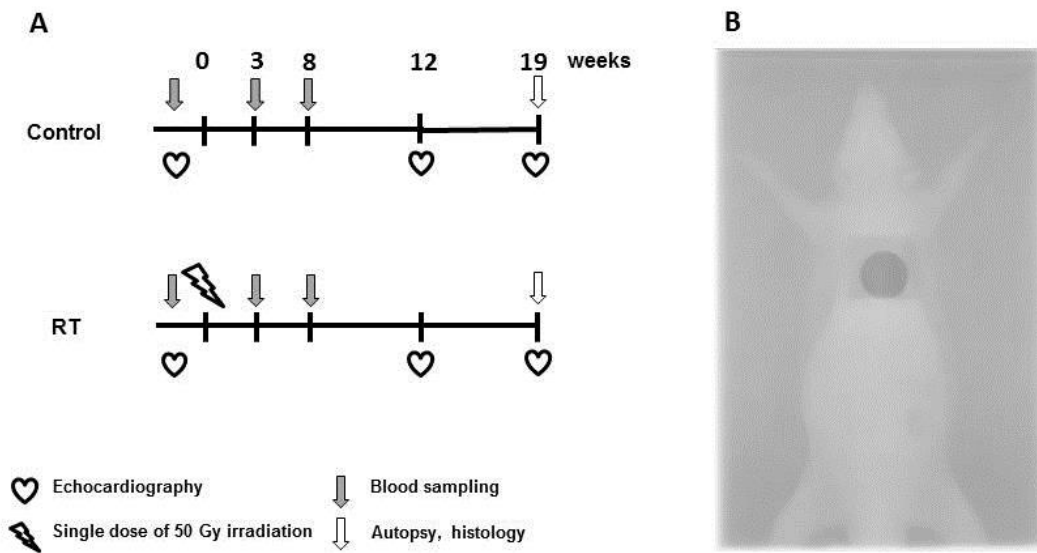 A
B
0 3 8 12 19 weeks
Control
RT
Echocardiography
Blood sampling
Single dose of 50 Gy irradiation
Autopsy, histology